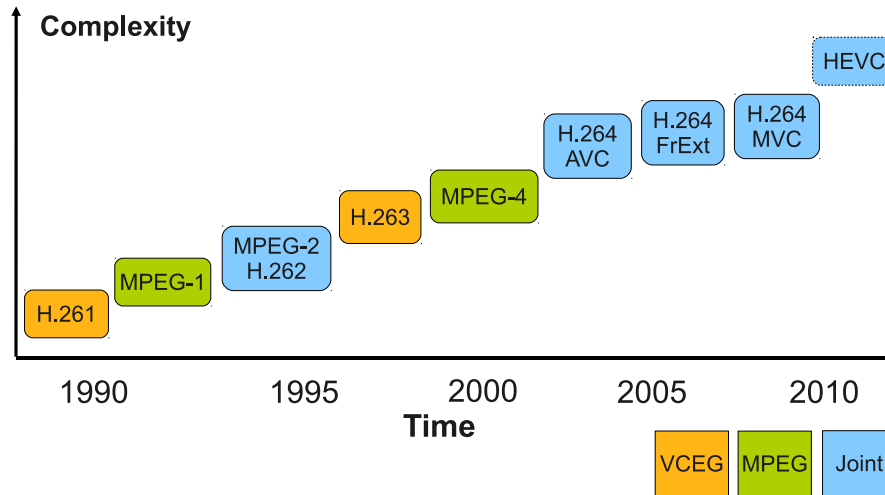 Complexity
HEVC
H.264
AVC
H.264
FrExt
H.264
MVC
MPEG-4
H.263
MPEG-2
H.262
MPEG-1
H.261
1990
1995
2000
2005
2010
Time
VCEG
MPEG
Joint